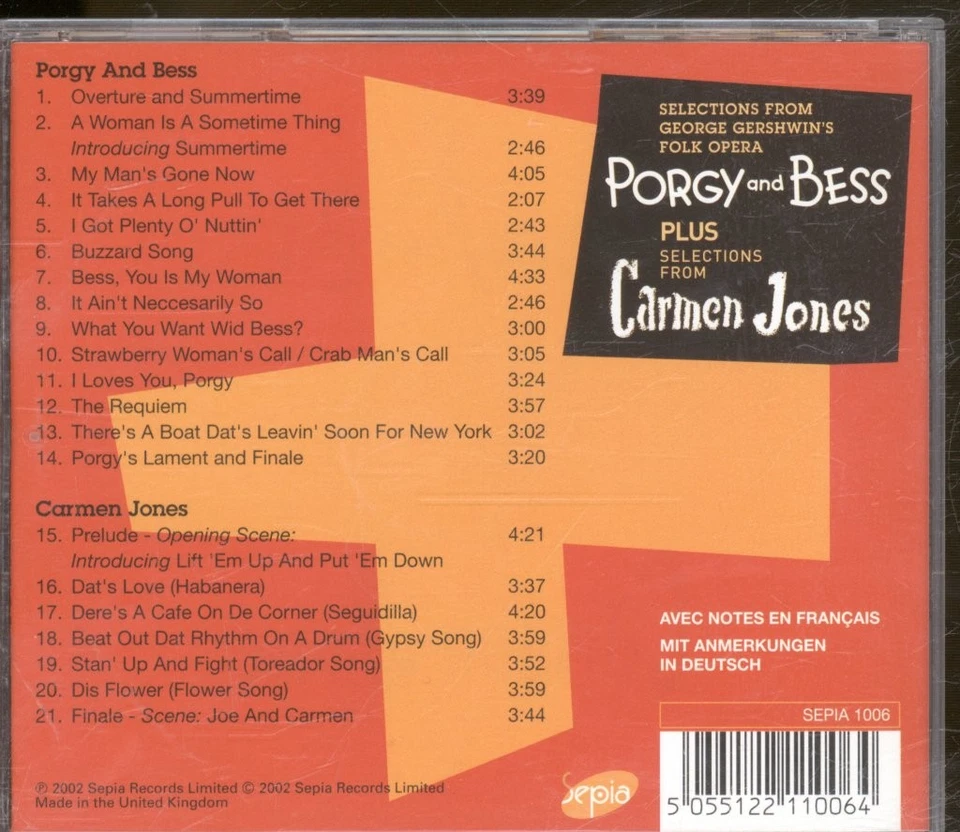 Porgy And Bess
1. Overture and Summertime 3:39
2. A Woman Is A Sometime Thing
Introducing Summertime 2:46
3. My Man's Gone Now 4:05
4. It Takes A Long Pull To Get There 2:07
5. I Got Plenty O' Nuttin' 2:43
6. Buzzard Song 3:44
7. Bess, You Is My Woman 4:33
8. It Ain't Neccesarily So 2:46
9. What You Want Wid Bess? 3:00
10. Strawberry Woman's Call / Crab Man's Call 3:05
11. I Loves You, Porgy 3:24
12. The Requiem 3:57
13. There's A Boat Dat's Leavin' Soon For New York 3:02
14. Porgy's Lament and Finale 3:20
Carmen Jones
15. Prelude - Opening Scene: 4:21
Introducing Lift 'Em Up And Put 'Em Down
16. Dat's Love (Habanera) 3:37
17. Dere's A Cafe On De Corner (Seguidilla) 4:20
18. Beat Out Dat Rhythm On A Drum (Gypsy Song) 3:59
19. Stan' Up And Fight (Toreador Song) 3:52
20. Dis Flower (Flower Song) 3:59
21. Finale - Scene: Joe And Carmen 3:44
℗ 2002 Sepia Records Limited © 2002 Sepia Records Limited
Made in the United Kingdom
SELECTIONS FROM
GEORGE GERSHWIN'S
FOLK OPERA
PORGY and BESS
PLUS
SELECTIONS
FROM
Carmen Jones
AVEC NOTES EN FRANÇAIS
MIT ANMERKUNGEN
IN DEUTSCH
SEPIA 1006
Sepia
5 055122 110064